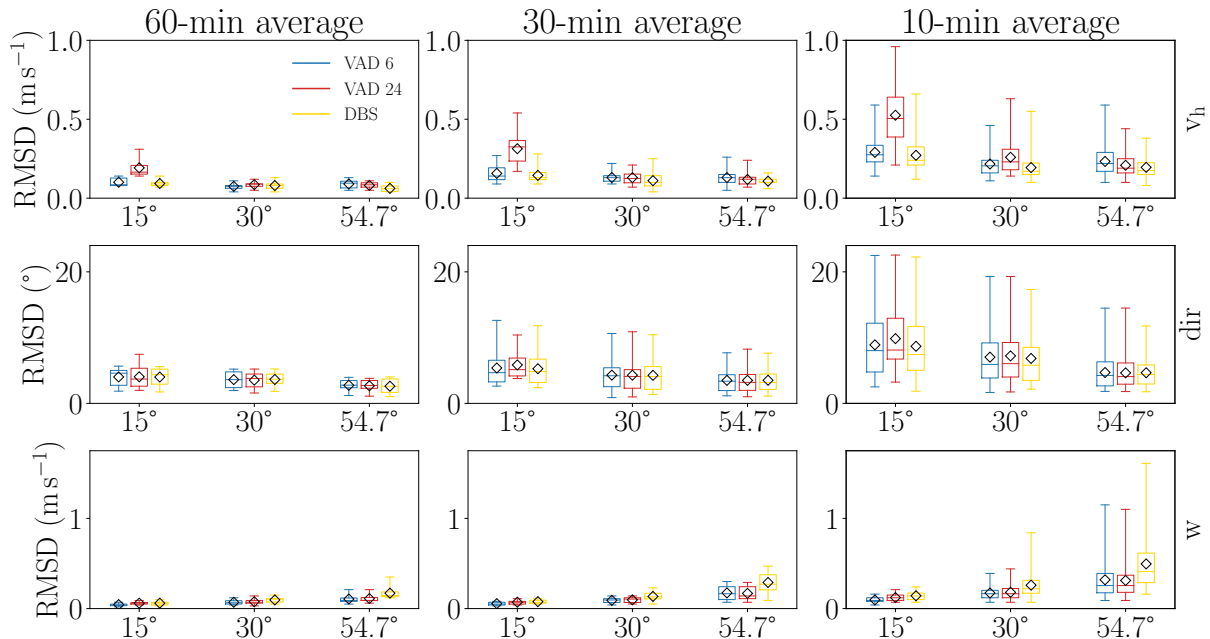 60-min average 30-min average 10-min average
RMSD (m s⁻¹) 1.0 0.5 0.0 VAD 6 VAD 24 DBS 15° 30° 54.7°
1.0 0.5 0.0 15° 30° 54.7°
1.0 0.5 0.0 15° 30° 54.7° v_h
RMSD (°) 20 0 15° 30° 54.7°
20 0 15° 30° 54.7°
20 0 15° 30° 54.7° dir
RMSD (m s⁻¹) 1 0 15° 30° 54.7°
1 0 15° 30° 54.7°
1 0 15° 30° 54.7° w